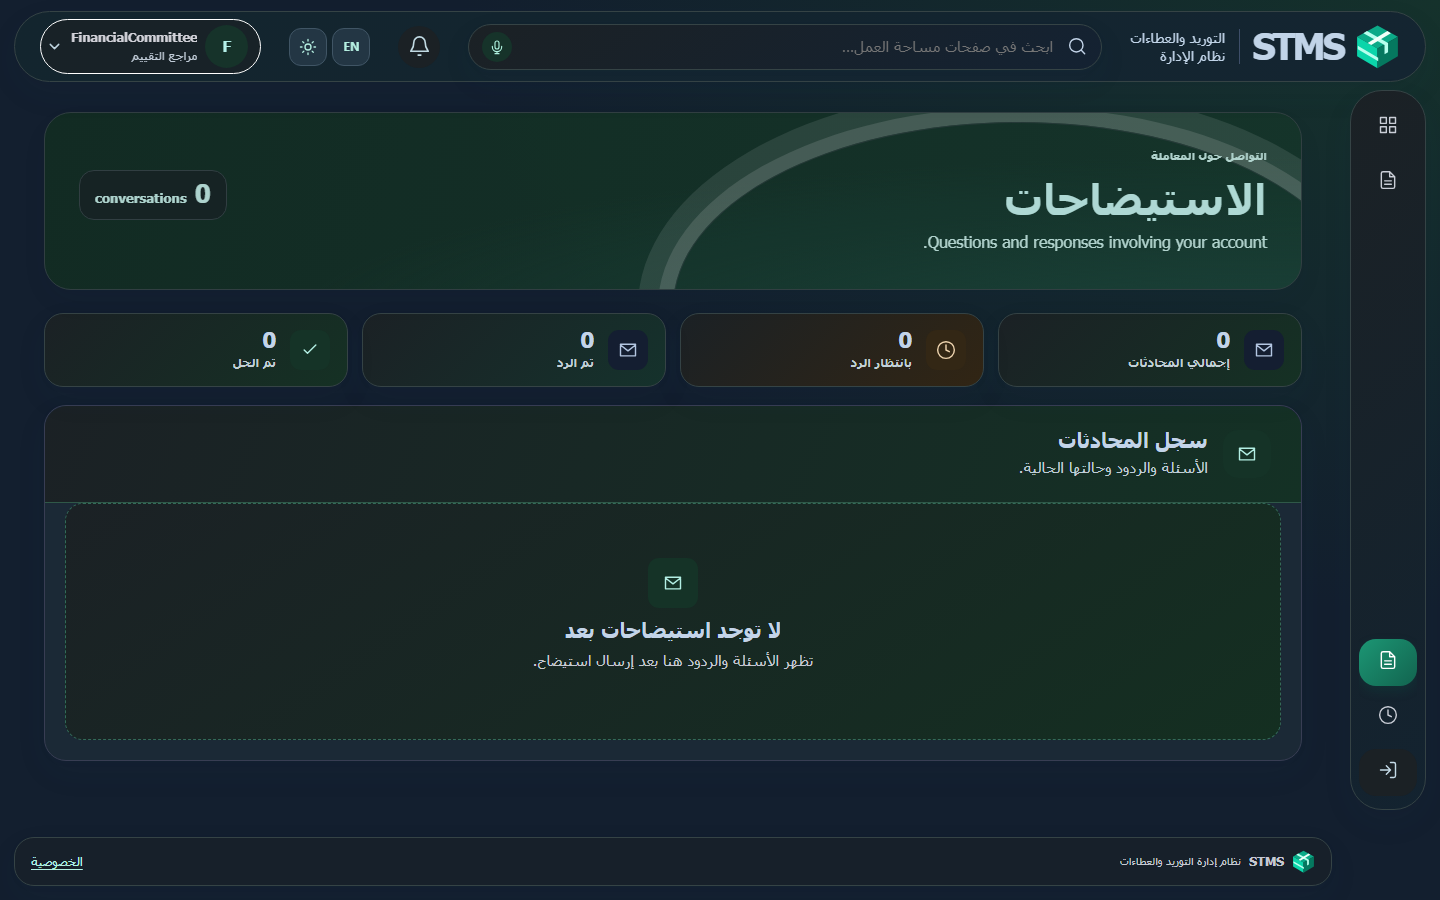 STMS
التوريد والعطاءات
نظام الإدارة
ابحث في صفحات مساحة العمل...
EN
F
FinancialCommittee
مراجع التقييم
التواصل حول المعاملة
الاستيضاحات
Questions and responses involving your account.
0 conversations
0
إجمالي المحادثات
0
بانتظار الرد
0
تم الرد
0
تم الحل
سجل المحادثات
الأسئلة والردود وحالتها الحالية.
لا توجد استيضاحات بعد
تظهر الأسئلة والردود هنا بعد إرسال استيضاح.
STMS نظام إدارة التوريد والعطاءات
الخصوصية